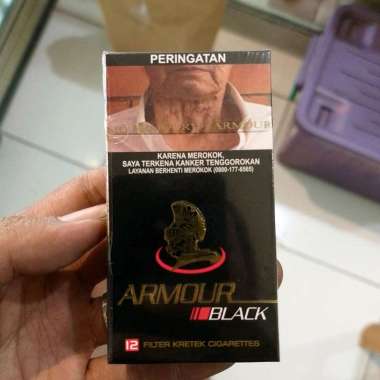 PERINGATAN
ARMOUR
KARENA MEROKOK,
SAYA TERKENA KANKER TENGGOROKAN
LAYANAN BERHENTI MEROKOK (0800-177-6565)
ARMOUR
BLACK
12 FILTER KRETEK CIGARETTES